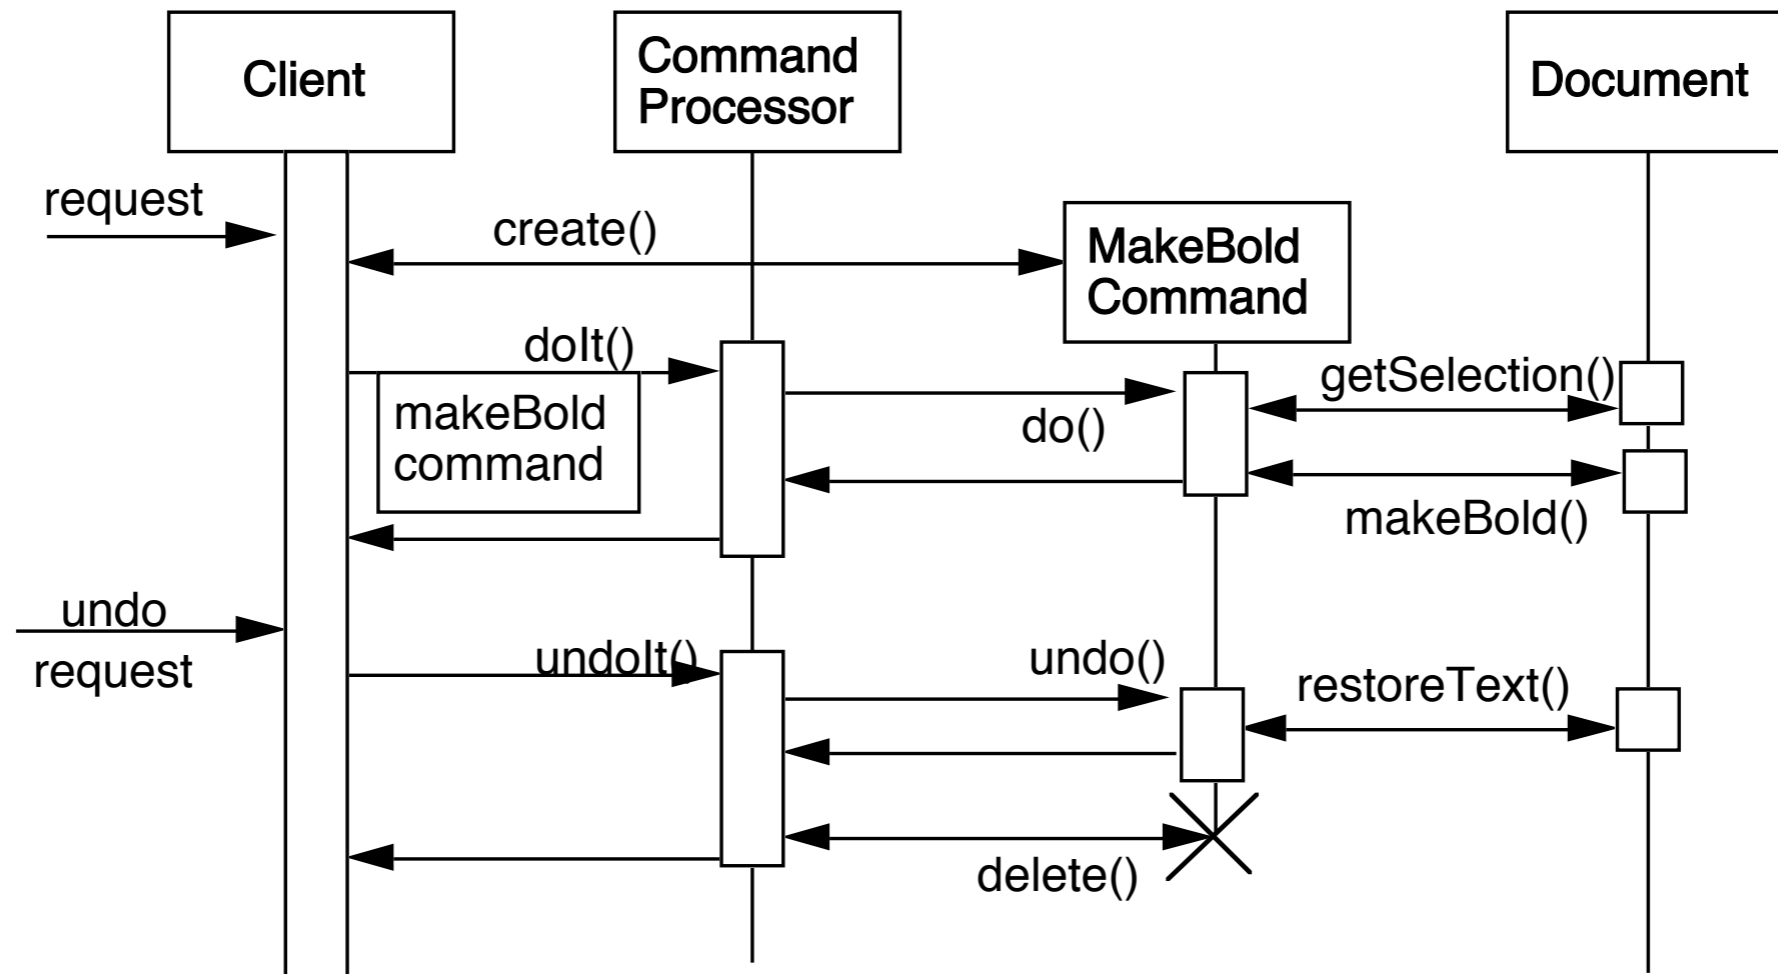 Client
Command
Processor
Document
request
create()
MakeBold
Command
doIt()
getSelection()
makeBold
command
do()
makeBold()
undo
request
undoIt()
undo()
restoreText()
delete()